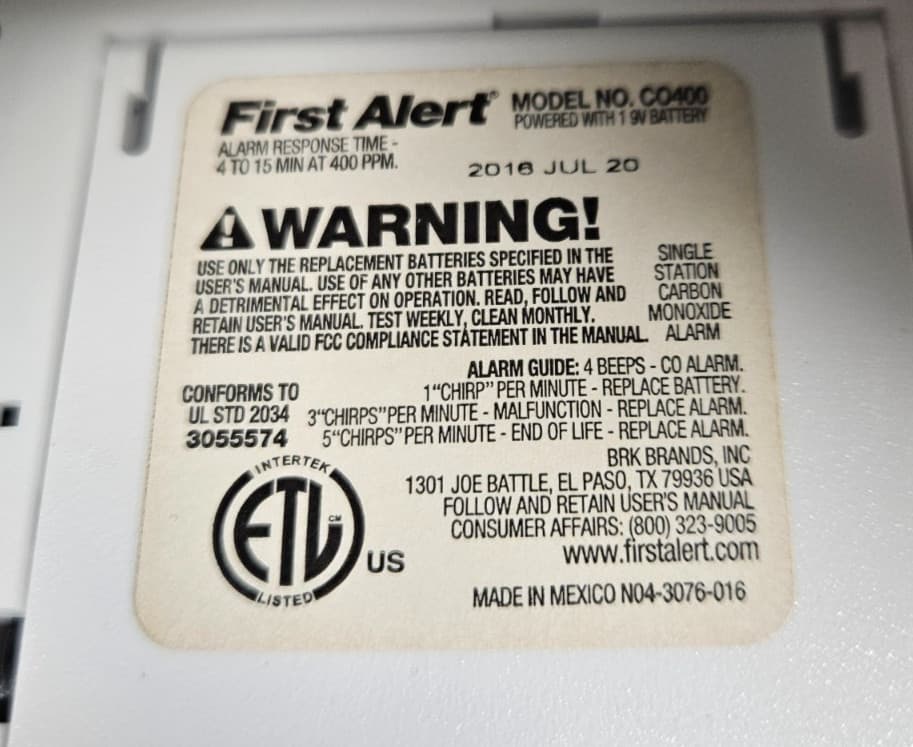 First Alert® MODEL NO. CO400
POWERED WITH 1 9V BATTERY
ALARM RESPONSE TIME -
4 TO 15 MIN AT 400 PPM.
2016 JUL 20
WARNING!
USE ONLY THE REPLACEMENT BATTERIES SPECIFIED IN THE
USER'S MANUAL. USE OF ANY OTHER BATTERIES MAY HAVE
A DETRIMENTAL EFFECT ON OPERATION. READ, FOLLOW AND
RETAIN USER'S MANUAL. TEST WEEKLY, CLEAN MONTHLY.
THERE IS A VALID FCC COMPLIANCE STATEMENT IN THE MANUAL.
SINGLE
STATION
CARBON
MONOXIDE
ALARM
ALARM GUIDE: 4 BEEPS - CO ALARM.
1"CHIRP" PER MINUTE - REPLACE BATTERY.
3"CHIRPS"PER MINUTE - MALFUNCTION - REPLACE ALARM.
5"CHIRPS"PER MINUTE - END OF LIFE - REPLACE ALARM.
CONFORMS TO
UL STD 2034
3055574
INTERTEK
ETL CM
LISTED
US
BRK BRANDS, INC
1301 JOE BATTLE, EL PASO, TX 79936 USA
FOLLOW AND RETAIN USER'S MANUAL
CONSUMER AFFAIRS: (800) 323-9005
www.firstalert.com
MADE IN MEXICO N04-3076-016